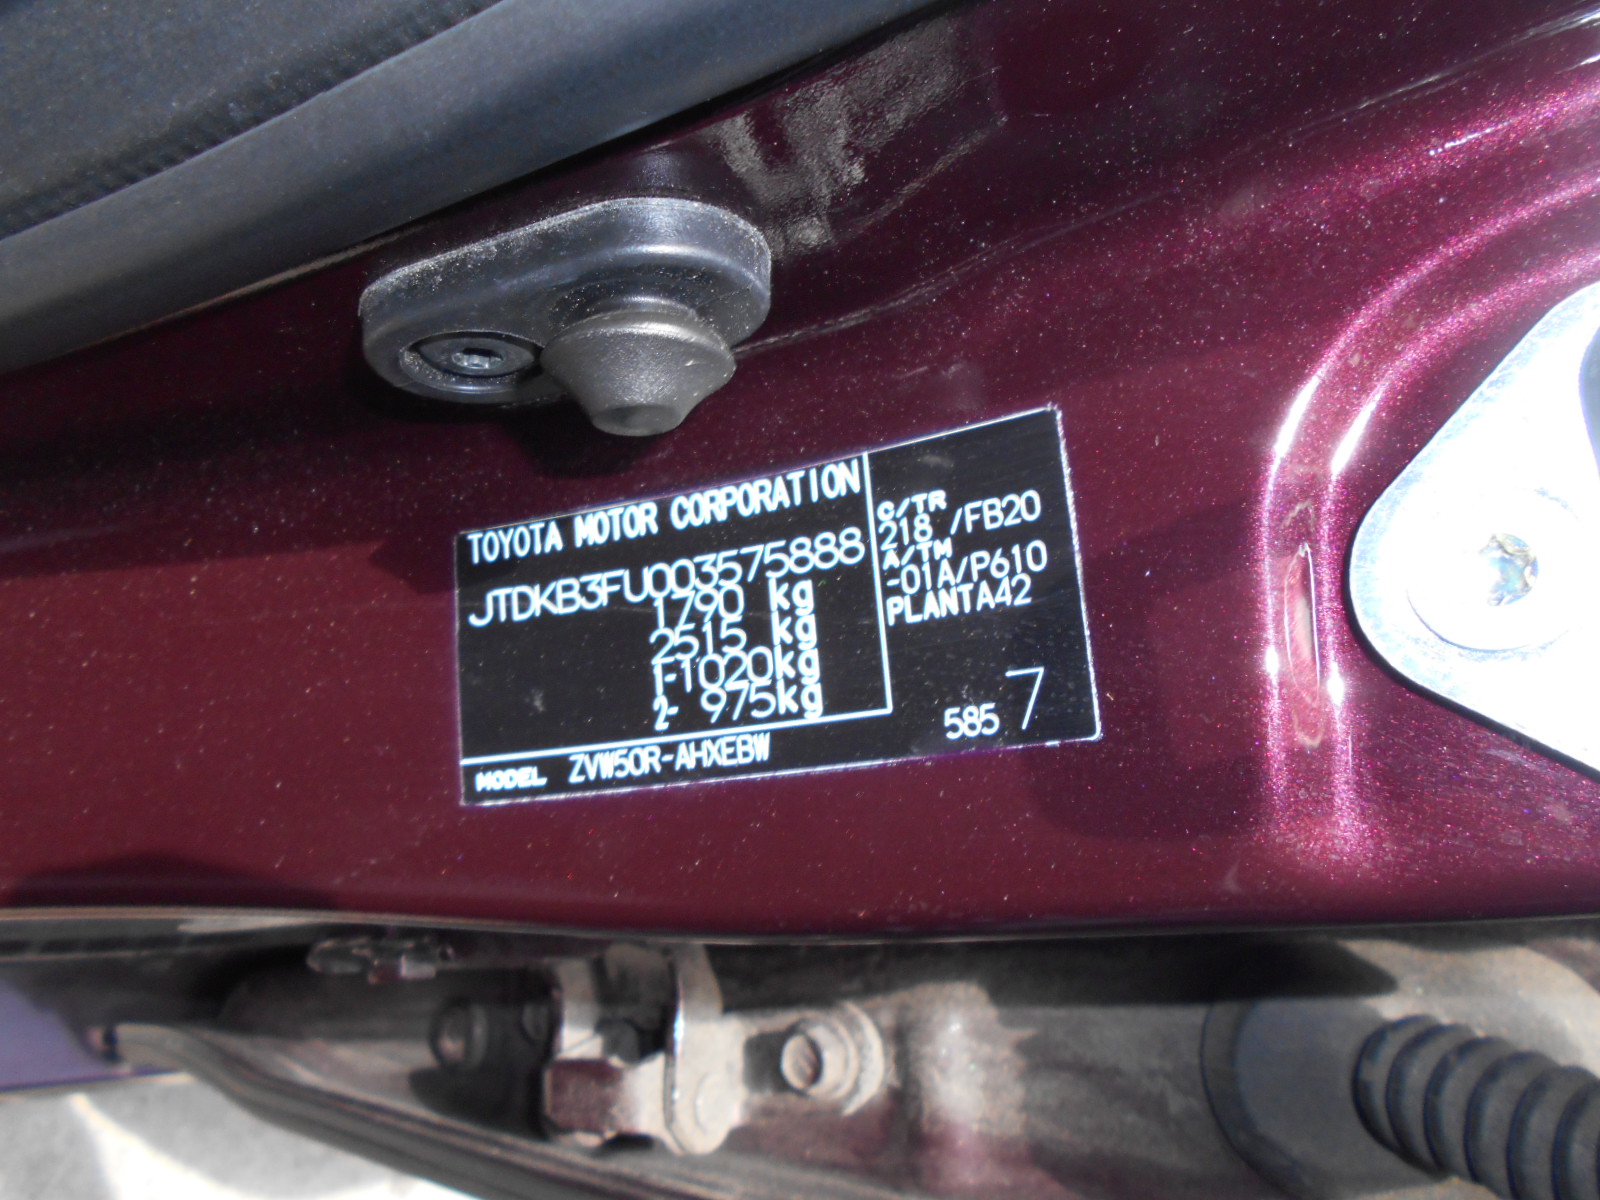 TOYOTA MOTOR CORPORATION
JTDKB3FU003575888
1790 kg
2515 kg
1-1020kg
2- 975kg
MODEL ZVW50R-AHXEBW
C/TR
218 /FB20
A/TM
-01A/P610
PLANTA42
585 7